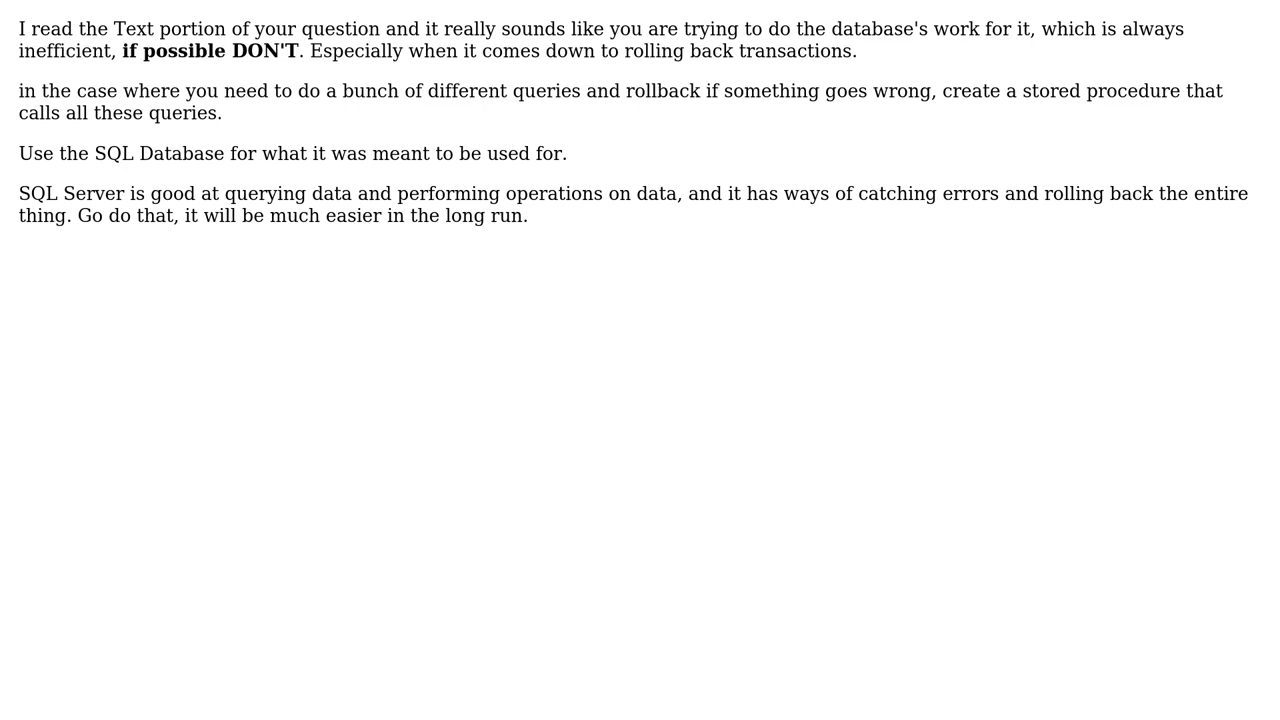 I read the Text portion of your question and it really sounds like you are trying to do the database's work for it, which is always
inefficient, if possible DON'T. Especially when it comes down to rolling back transactions.
in the case where you need to do a bunch of different queries and rollback if something goes wrong, create a stored procedure that
calls all these queries.
Use the SQL Database for what it was meant to be used for.
SQL Server is good at querying data and performing operations on data, and it has ways of catching errors and rolling back the entire
thing. Go do that, it will be much easier in the long run.